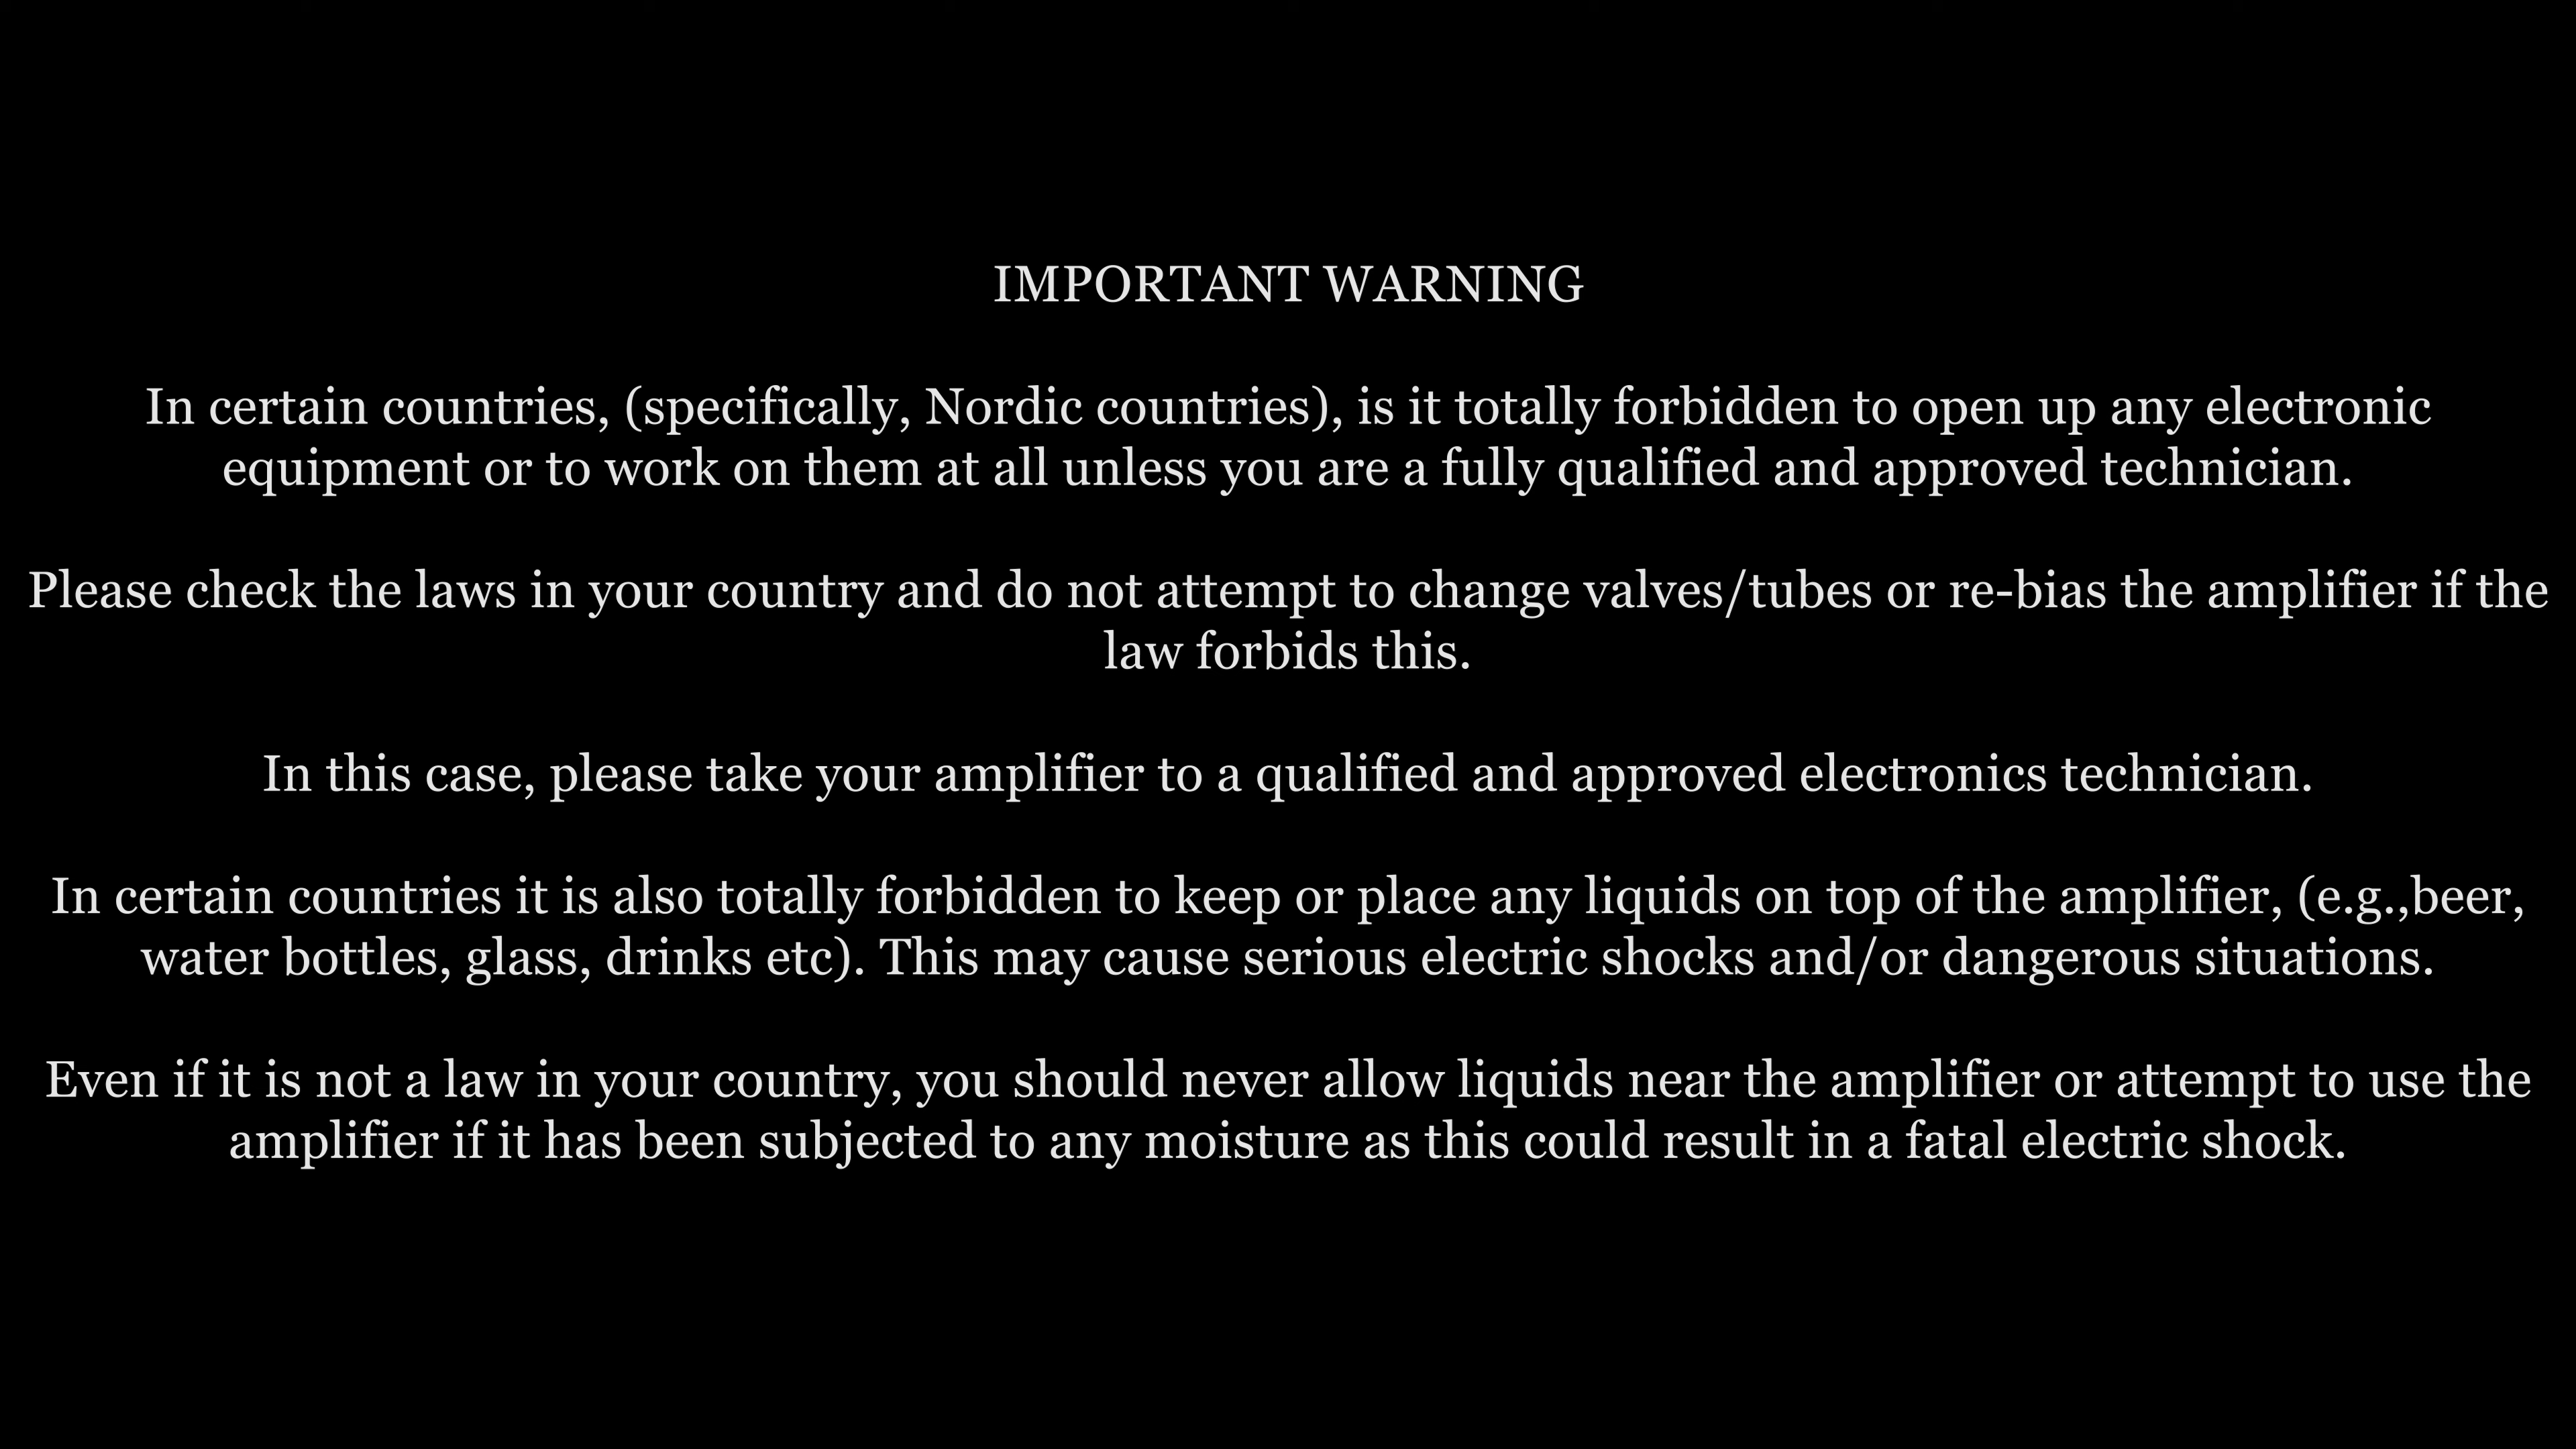 IMPORTANT WARNING
In certain countries, (specifically, Nordic countries), is it totally forbidden to open up any electronic
equipment or to work on them at all unless you are a fully qualified and approved technician.
Please check the laws in your country and do not attempt to change valves/tubes or re-bias the amplifier if the
law forbids this.
In this case, please take your amplifier to a qualified and approved electronics technician.
In certain countries it is also totally forbidden to keep or place any liquids on top of the amplifier, (e.g.,beer,
water bottles, glass, drinks etc). This may cause serious electric shocks and/or dangerous situations.
Even if it is not a law in your country, you should never allow liquids near the amplifier or attempt to use the
amplifier if it has been subjected to any moisture as this could result in a fatal electric shock.